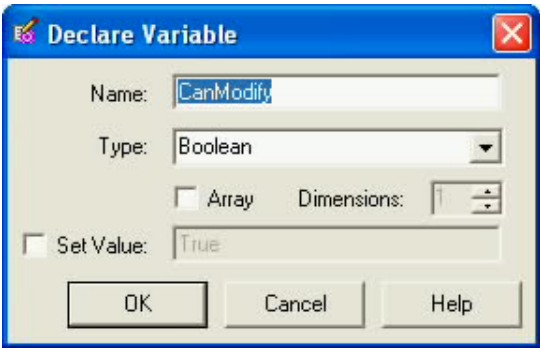 Declare Variable
Name: CanModify
Type: Boolean
Array Dimensions: 1
Set Value: True
OK Cancel Help